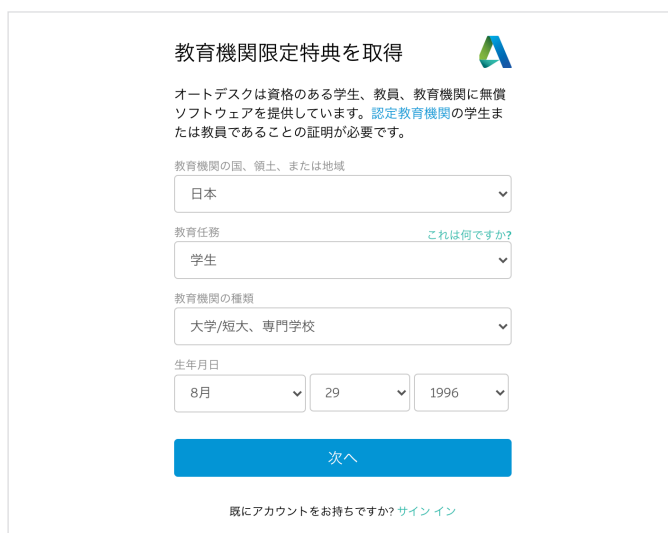 教育機関限定特典を取得
オートデスクは資格のある学生、教員、教育機関に無償
ソフトウェアを提供しています。認定教育機関の学生ま
たは教員であることの証明が必要です。
教育機関の国、領土、または地域
日本
教育任務 これは何ですか?
学生
教育機関の種類
大学/短大、専門学校
生年月日
8月 29 1996
次へ
既にアカウントをお持ちですか? サイン イン